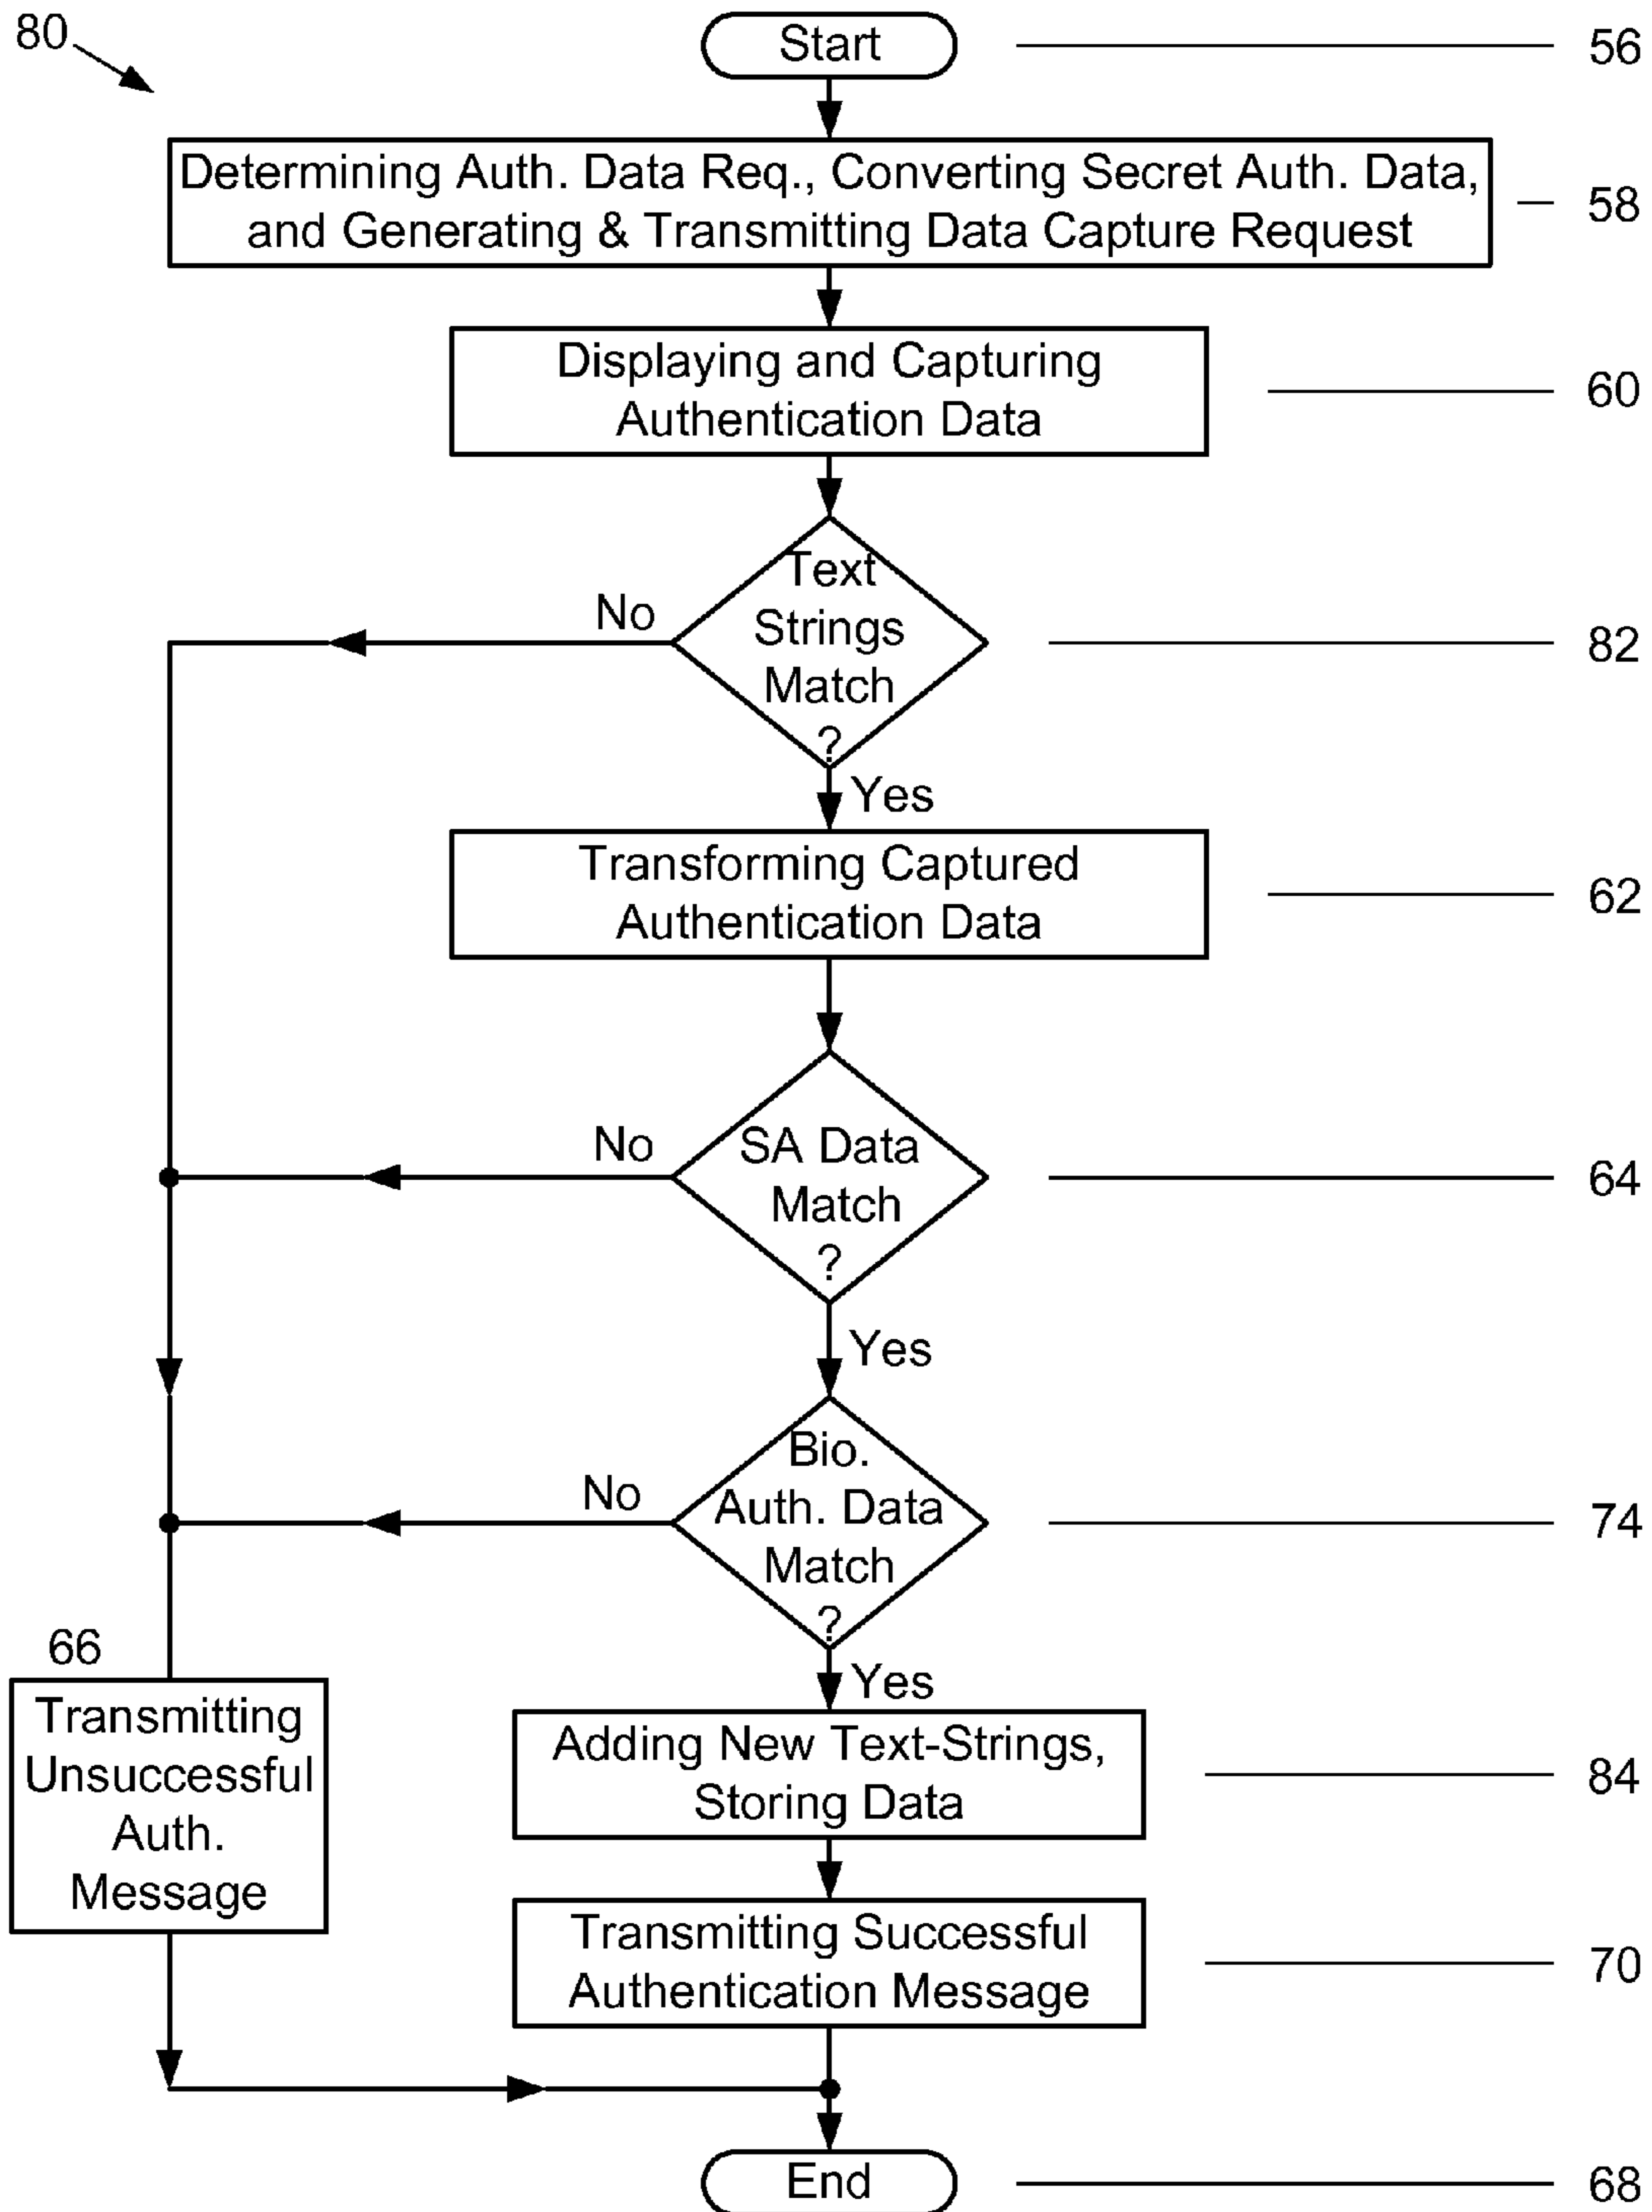 80
Start
56
Determining Auth. Data Req., Converting Secret Auth. Data,
and Generating & Transmitting Data Capture Request
58
Displaying and Capturing
Authentication Data
60
Text
Strings
Match
?
No
82
Yes
Transforming Captured
Authentication Data
62
SA Data
Match
?
No
64
Yes
Bio.
Auth. Data
Match
?
No
74
Yes
66
Transmitting
Unsuccessful
Auth.
Message
Adding New Text-Strings,
Storing Data
84
Transmitting Successful
Authentication Message
70
End
68